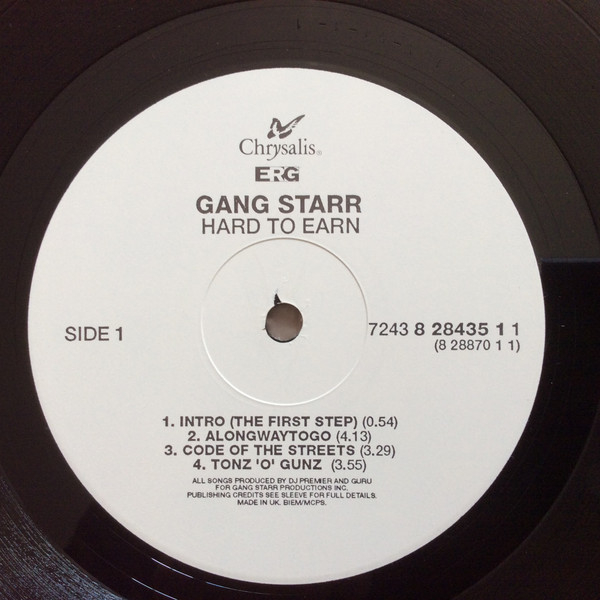 Chrysalis®
ERG
GANG STARR
HARD TO EARN
SIDE 1
7243 8 28435 1 1
(8 28870 1 1)
1. INTRO (THE FIRST STEP) (0.54)
2. ALONGWAYTOGO (4.13)
3. CODE OF THE STREETS (3.29)
4. TONZ 'O' GUNZ (3.55)
ALL SONGS PRODUCED BY DJ PREMIER AND GURU
FOR GANG STARR PRODUCTIONS INC.
PUBLISHING CREDITS SEE SLEEVE FOR FULL DETAILS.
MADE IN UK. BIEM/MCPS.